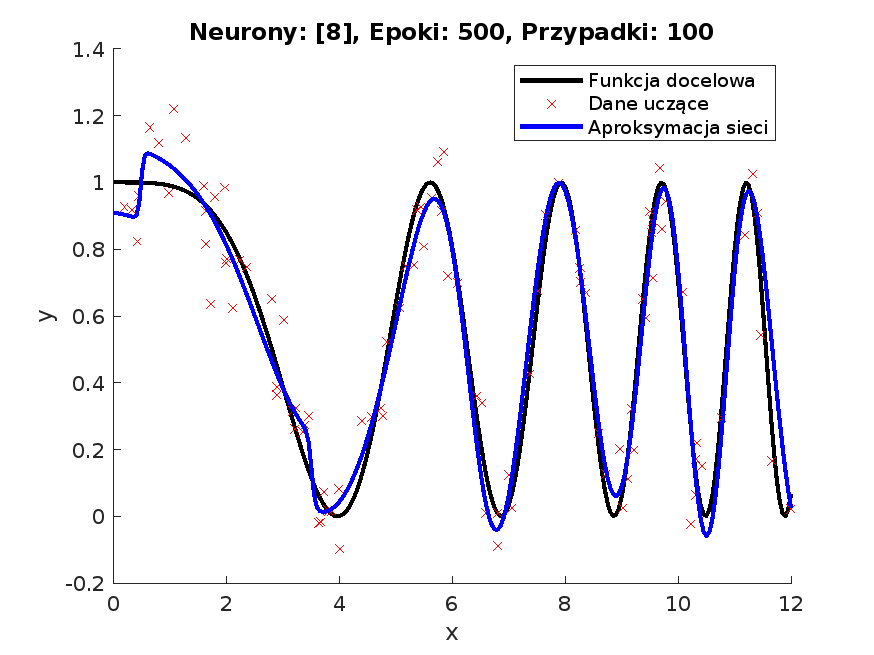 Neurony: [8], Epoki: 500, Przypadki: 100
Funkcja docelowa
Dane uczące
Aproksymacja sieci
1.4
1.2
1
0.8
0.6
0.4
0.2
0
-0.2
y
0 2 4 6 8 10 12
x